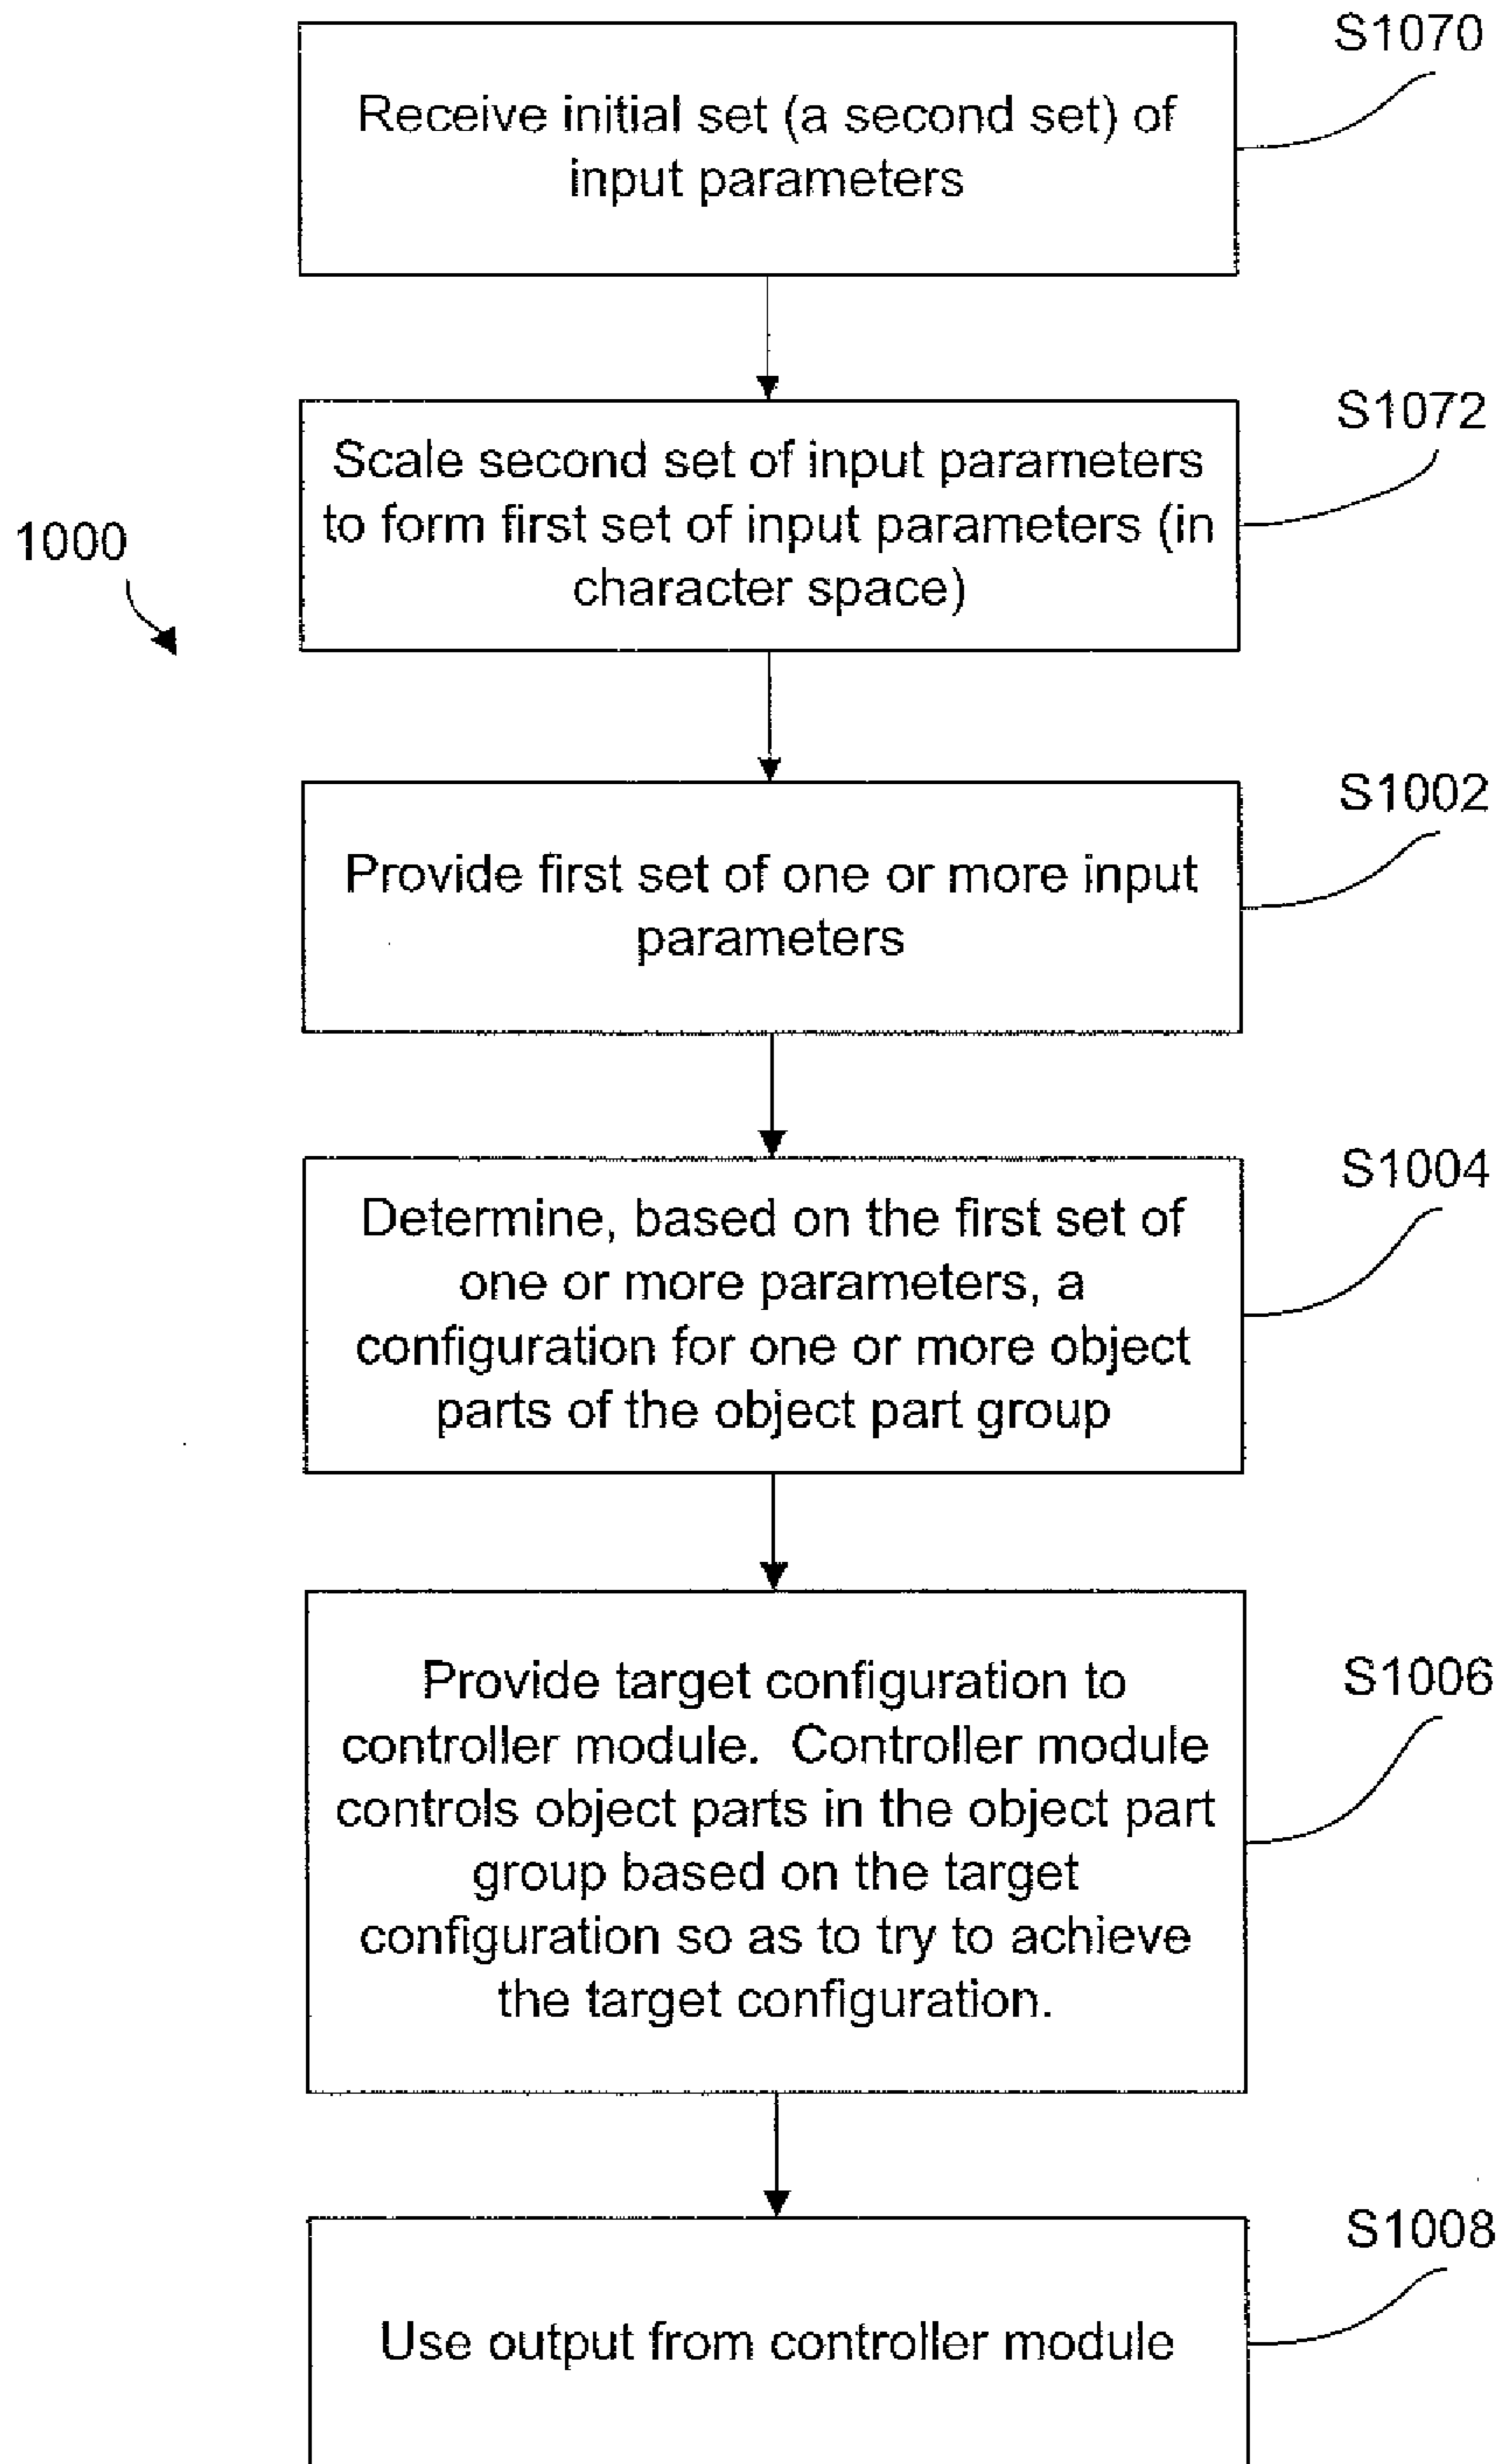 S1070
Receive initial set (a second set) of
input parameters
S1072
Scale second set of input parameters
to form first set of input parameters (in
character space)
1000
S1002
Provide first set of one or more input
parameters
S1004
Determine, based on the first set of
one or more parameters, a
configuration for one or more object
parts of the object part group
S1006
Provide target configuration to
controller module.  Controller module
controls object parts in the object part
group based on the target
configuration so as to try to achieve
the target configuration.
S1008
Use output from controller module